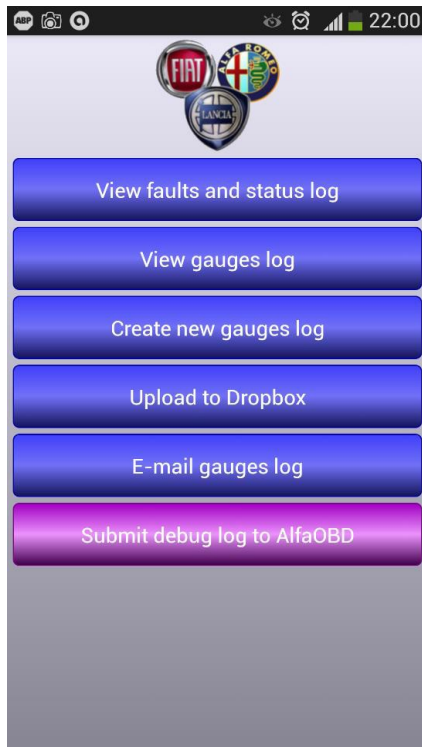 ABP
22:00
FIAT
ALFA ROMEO
LANCIA
View faults and status log
View gauges log
Create new gauges log
Upload to Dropbox
E-mail gauges log
Submit debug log to AlfaOBD